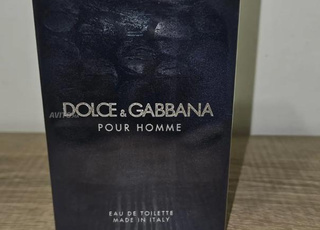 DOLCE & GABBANA
POUR HOMME
EAU DE TOILETTE
MADE IN ITALY